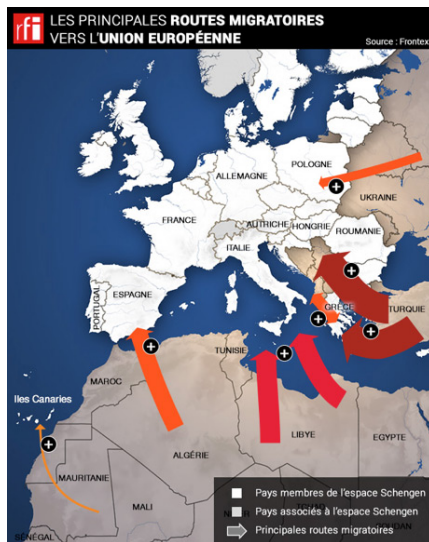 rfi
LES PRINCIPALES ROUTES MIGRATOIRES
VERS L'UNION EUROPÉENNE
Source : Frontex
POLOGNE
ALLEMAGNE
UKRAINE
FRANCE
AUTRICHE
HONGRIE
ROUMANIE
ITALIE
PORTUGAL
ESPAGNE
GRÈCE
TURQUIE
TUNISIE
MAROC
Iles Canaries
ALGÉRIE
LIBYE
EGYPTE
MAURITANIE
MALI
SÉNÉGAL
Pays membres de l'espace Schengen
Pays associés à l'espace Schengen
Principales routes migratoires